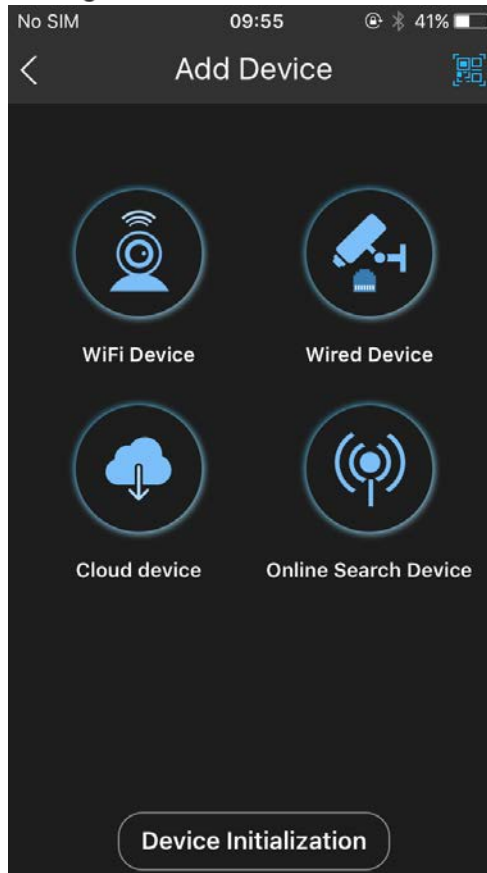 No SIM 09:55 41%
Add Device
WiFi Device Wired Device
Cloud device Online Search Device
Device Initialization